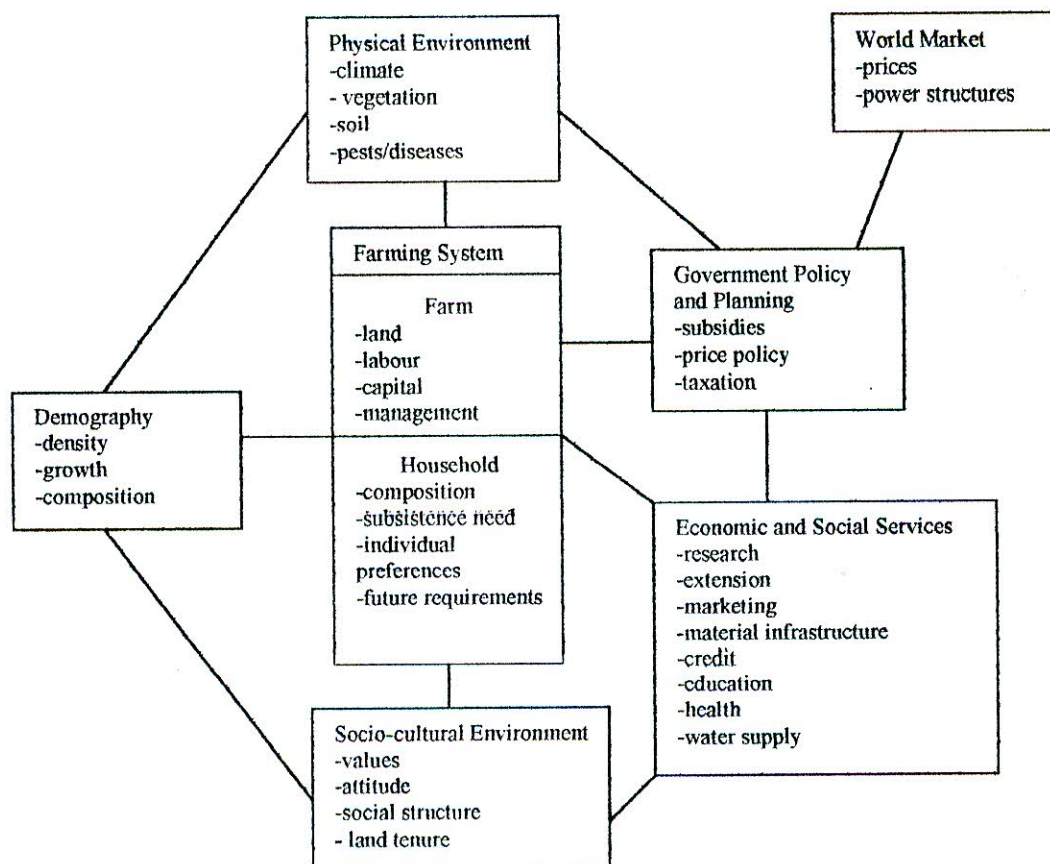 Physical Environment
-climate
- vegetation
-soil
-pests/diseases
World Market
-prices
-power structures
Farming System
Farm
-land
-labour
-capital
-management
Household
-composition
-subsistence need
-individual
preferences
-future requirements
Government Policy
and Planning
-subsidies
-price policy
-taxation
Demography
-density
-growth
-composition
Economic and Social Services
-research
-extension
-marketing
-material infrastructure
-credit
-education
-health
-water supply
Socio-cultural Environment
-values
-attitude
-social structure
- land tenure